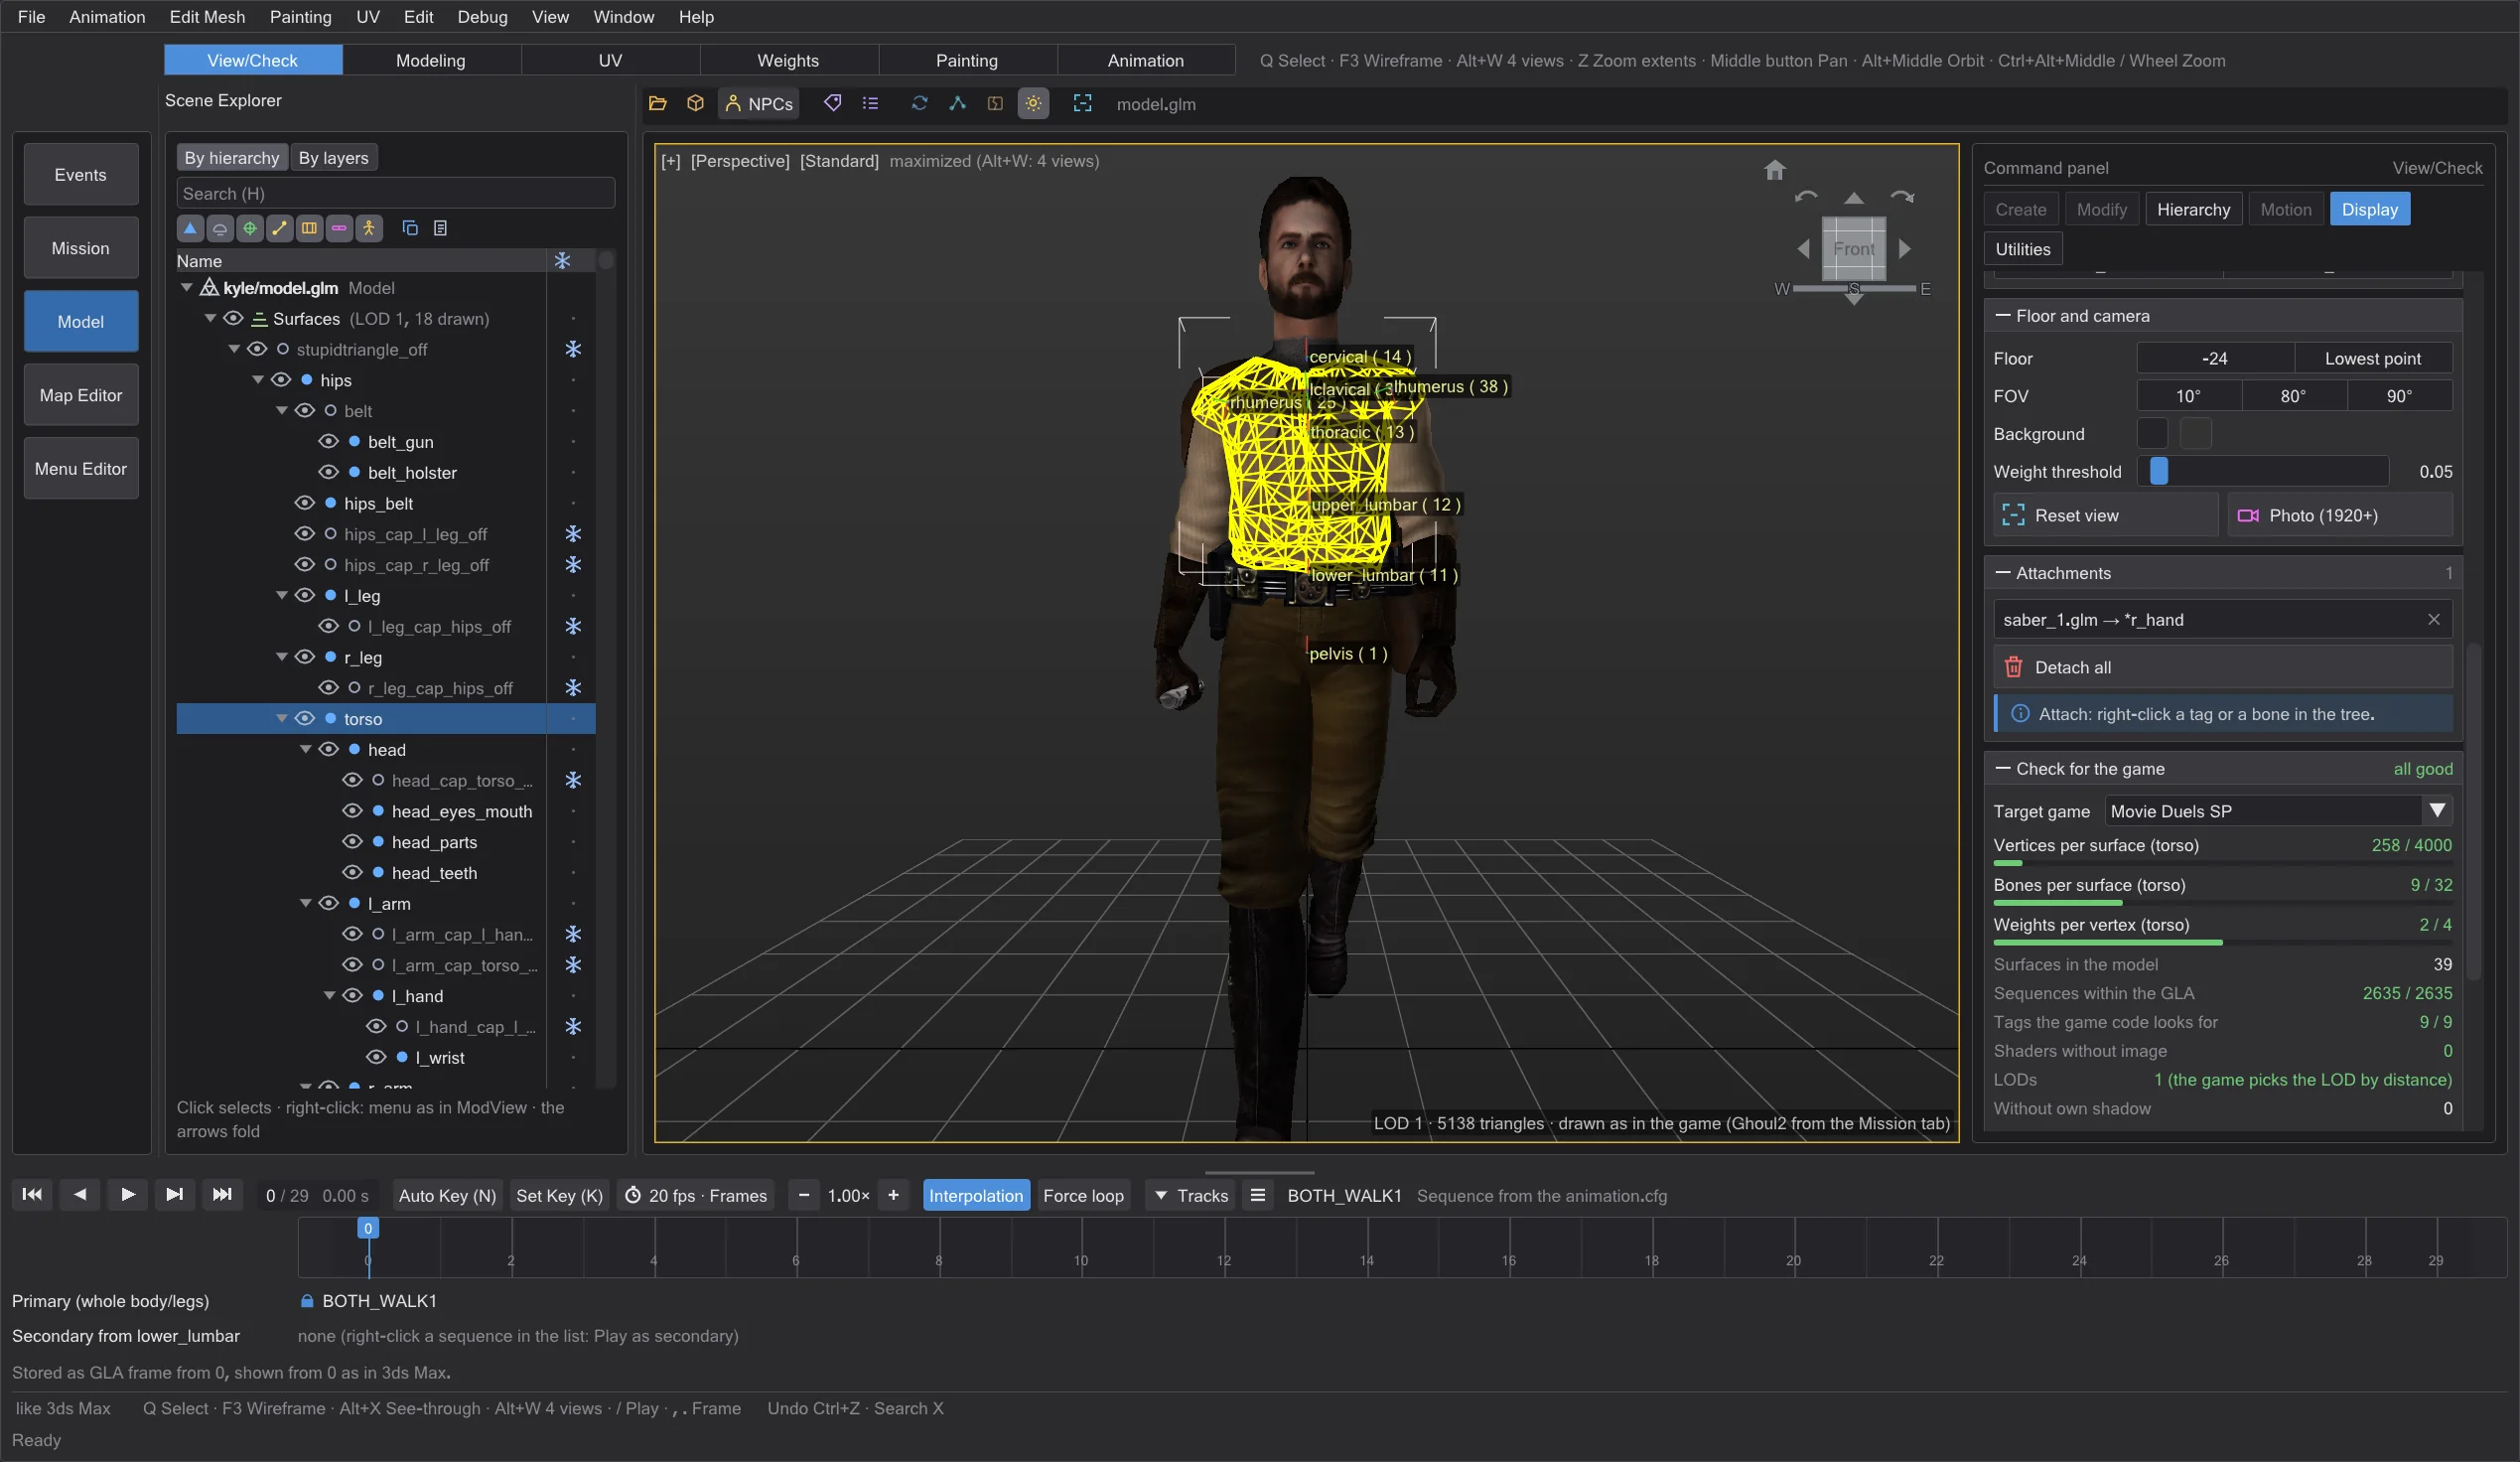 File Animation Edit Mesh Painting UV Edit Debug View Window Help
View/Check Modeling UV Weights Painting Animation Q Select · F3 Wireframe · Alt+W 4 views · Z Zoom extents · Middle button Pan · Alt+Middle Orbit · Ctrl+Alt+Middle / Wheel Zoom
Scene Explorer
NPCs model.glm
Events
Mission
Model
Map Editor
Menu Editor
By hierarchy By layers
Search (H)
Name
kyle/model.glm Model
Surfaces (LOD 1, 18 drawn)
stupidtriangle_off
hips
belt
belt_gun
belt_holster
hips_belt
hips_cap_l_leg_off
hips_cap_r_leg_off
l_leg
l_leg_cap_hips_off
r_leg
r_leg_cap_hips_off
torso
head
head_cap_torso_...
head_eyes_mouth
head_parts
head_teeth
l_arm
l_arm_cap_l_han...
l_arm_cap_torso_...
l_hand
l_hand_cap_l_...
l_wrist
r_arm
Click selects · right-click: menu as in ModView · the
arrows fold
[+] [Perspective] [Standard] maximized (Alt+W: 4 views)
Front
W S E
cervical ( 14 )
lclavical ( 3
lhumerus ( 38 )
rhumerus ( 25 )
thoracic ( 13 )
upper_lumbar ( 12 )
lower_lumbar ( 11 )
pelvis ( 1 )
LOD 1 · 5138 triangles · drawn as in the game (Ghoul2 from the Mission tab)
Command panel View/Check
Create Modify Hierarchy Motion Display
Utilities
Floor and camera
Floor -24 Lowest point
FOV 10° 80° 90°
Background
Weight threshold 0.05
Reset view Photo (1920+)
Attachments 1
saber_1.glm → *r_hand
Detach all
Attach: right-click a tag or a bone in the tree.
Check for the game all good
Target game Movie Duels SP
Vertices per surface (torso) 258 / 4000
Bones per surface (torso) 9 / 32
Weights per vertex (torso) 2 / 4
Surfaces in the model 39
Sequences within the GLA 2635 / 2635
Tags the game code looks for 9 / 9
Shaders without image 0
LODs 1 (the game picks the LOD by distance)
Without own shadow 0
0 / 29 0.00 s Auto Key (N) Set Key (K) 20 fps · Frames − 1.00× + Interpolation Force loop Tracks BOTH_WALK1 Sequence from the animation.cfg
0
0 2 4 6 8 10 12 14 16 18 20 22 24 26 28 29
Primary (whole body/legs) BOTH_WALK1
Secondary from lower_lumbar none (right-click a sequence in the list: Play as secondary)
Stored as GLA frame from 0, shown from 0 as in 3ds Max.
like 3ds Max Q Select · F3 Wireframe · Alt+X See-through · Alt+W 4 views · / Play · , . Frame Undo Ctrl+Z · Search X
Ready